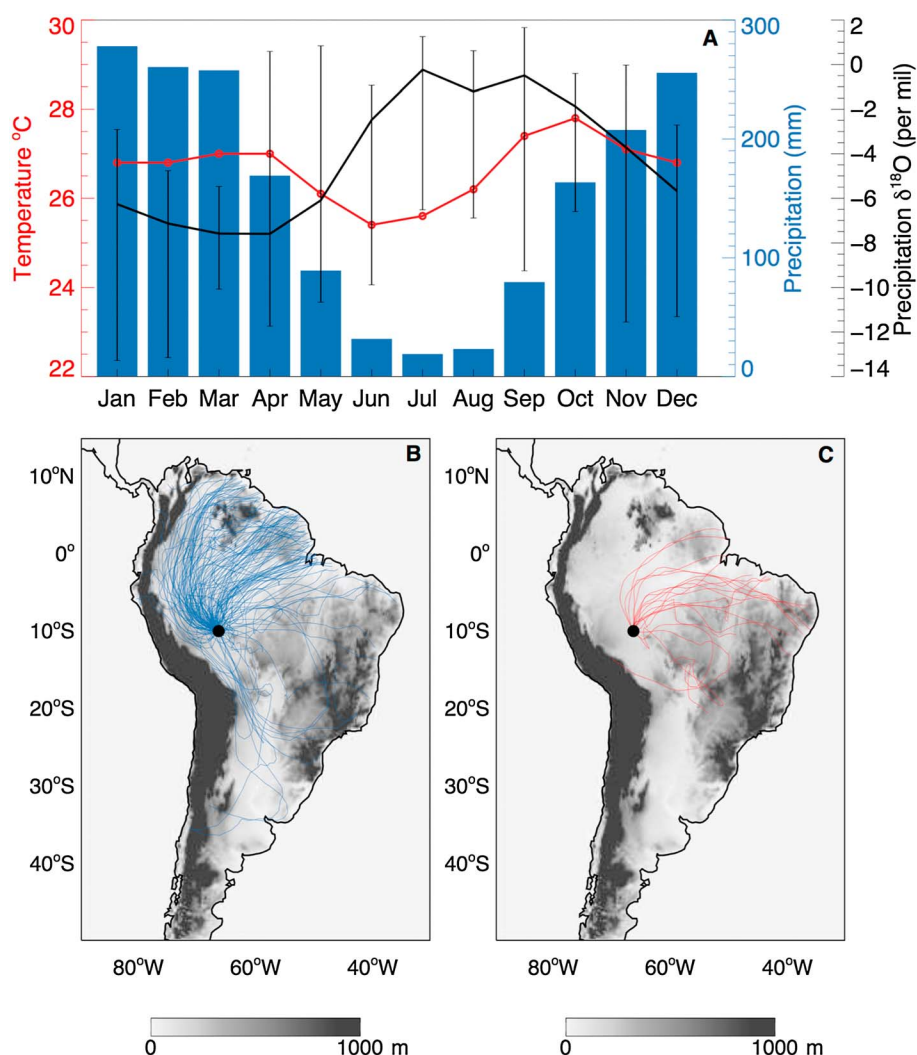 A
Temperature °C
30
28
26
24
22
300
200
100
0
Precipitation (mm)
2
0
−2
−4
−6
−8
−10
−12
−14
Precipitation δ¹⁸O (per mil)
Jan Feb Mar Apr May Jun Jul Aug Sep Oct Nov Dec
B
10°N
0°
10°S
20°S
30°S
40°S
80°W 60°W 40°W
0 1000 m
C
10°N
0°
10°S
20°S
30°S
40°S
80°W 60°W 40°W
0 1000 m